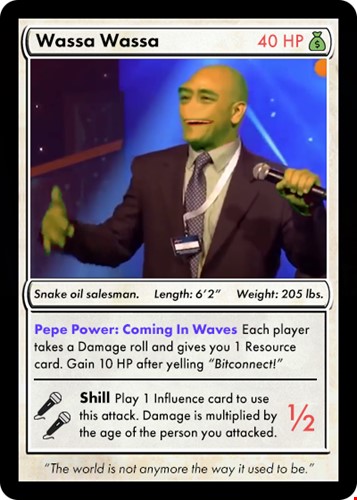 Wassa Wassa 40 HP $
Snake oil salesman. Length: 6'2" Weight: 205 lbs.
Pepe Power: Coming In Waves Each player
takes a Damage roll and gives you 1 Resource
card. Gain 10 HP after yelling "Bitconnect!"
Shill Play 1 Influence card to use
this attack. Damage is multiplied by
the age of the person you attacked.
½
"The world is not anymore the way it used to be."